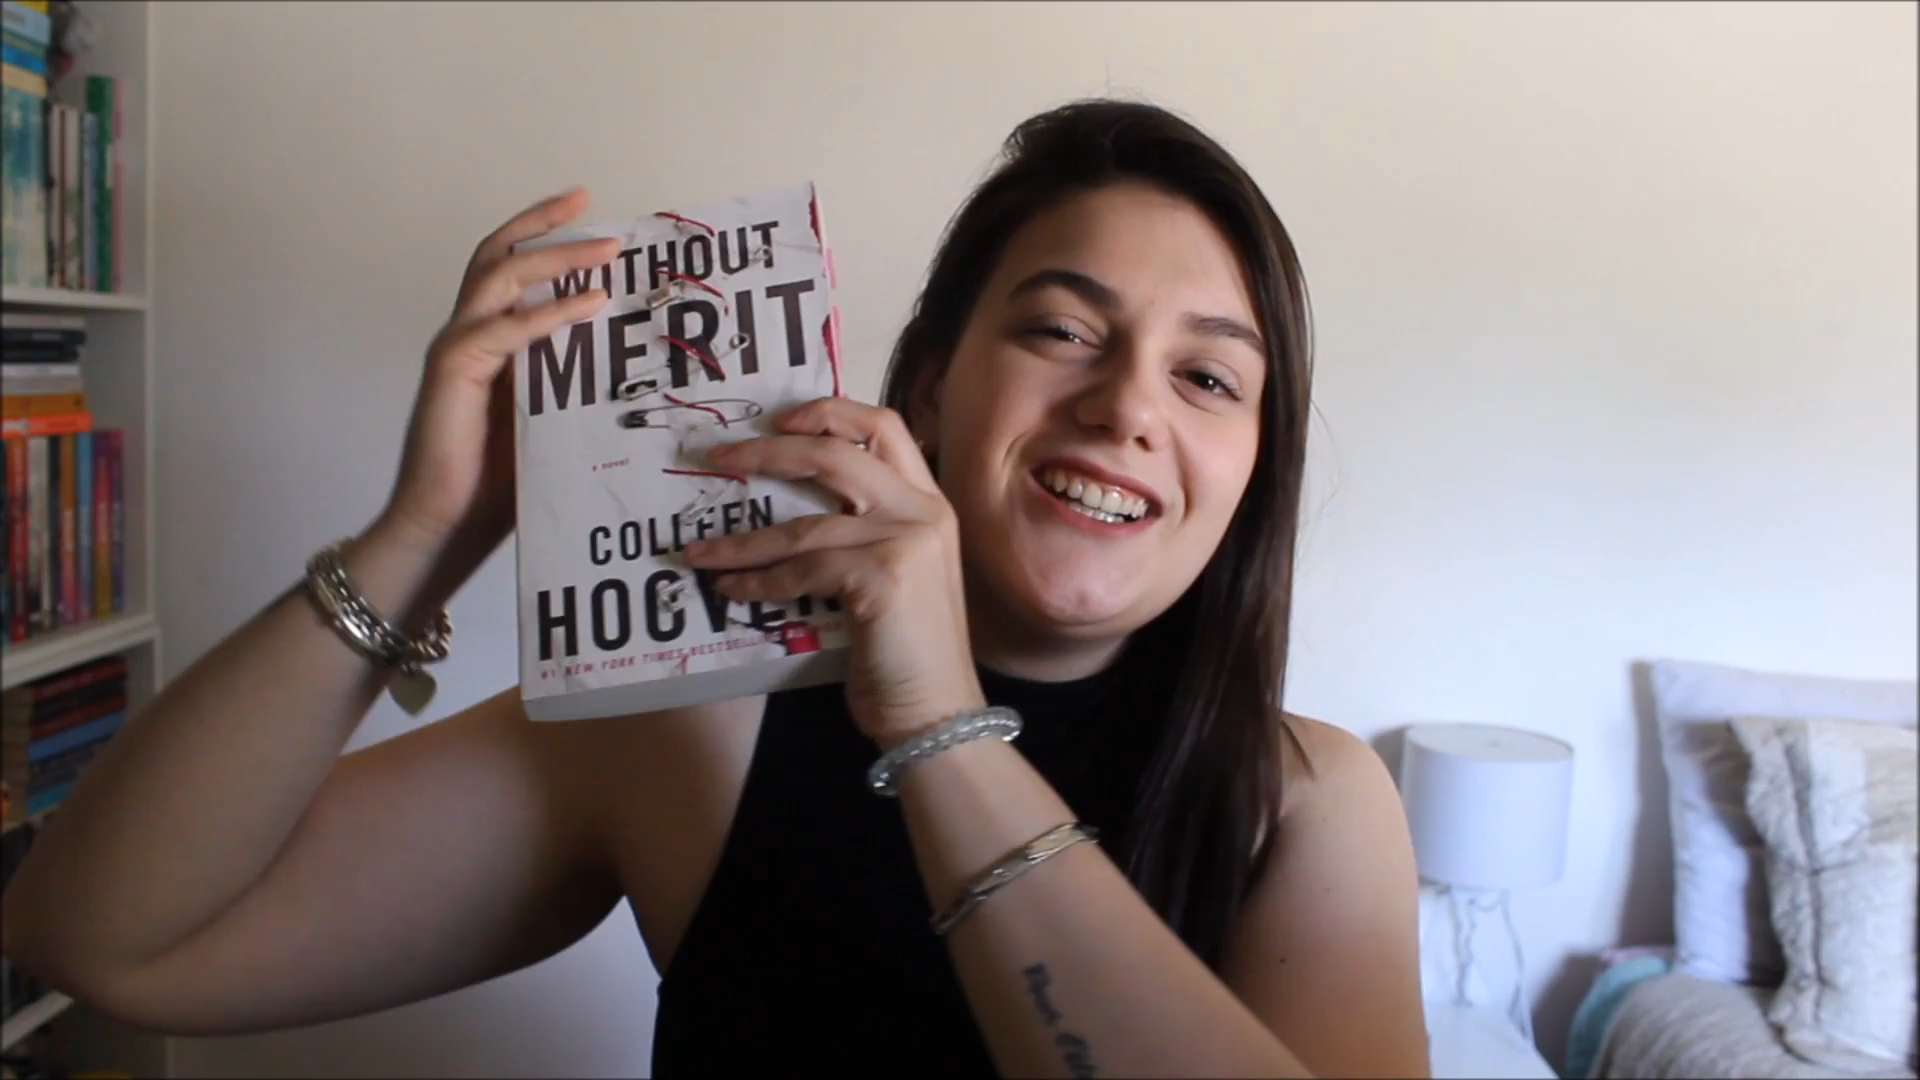 WITHOUT
MERIT
a novel
COLLEEN
HOOVER
#1 NEW YORK TIMES BESTSELLING